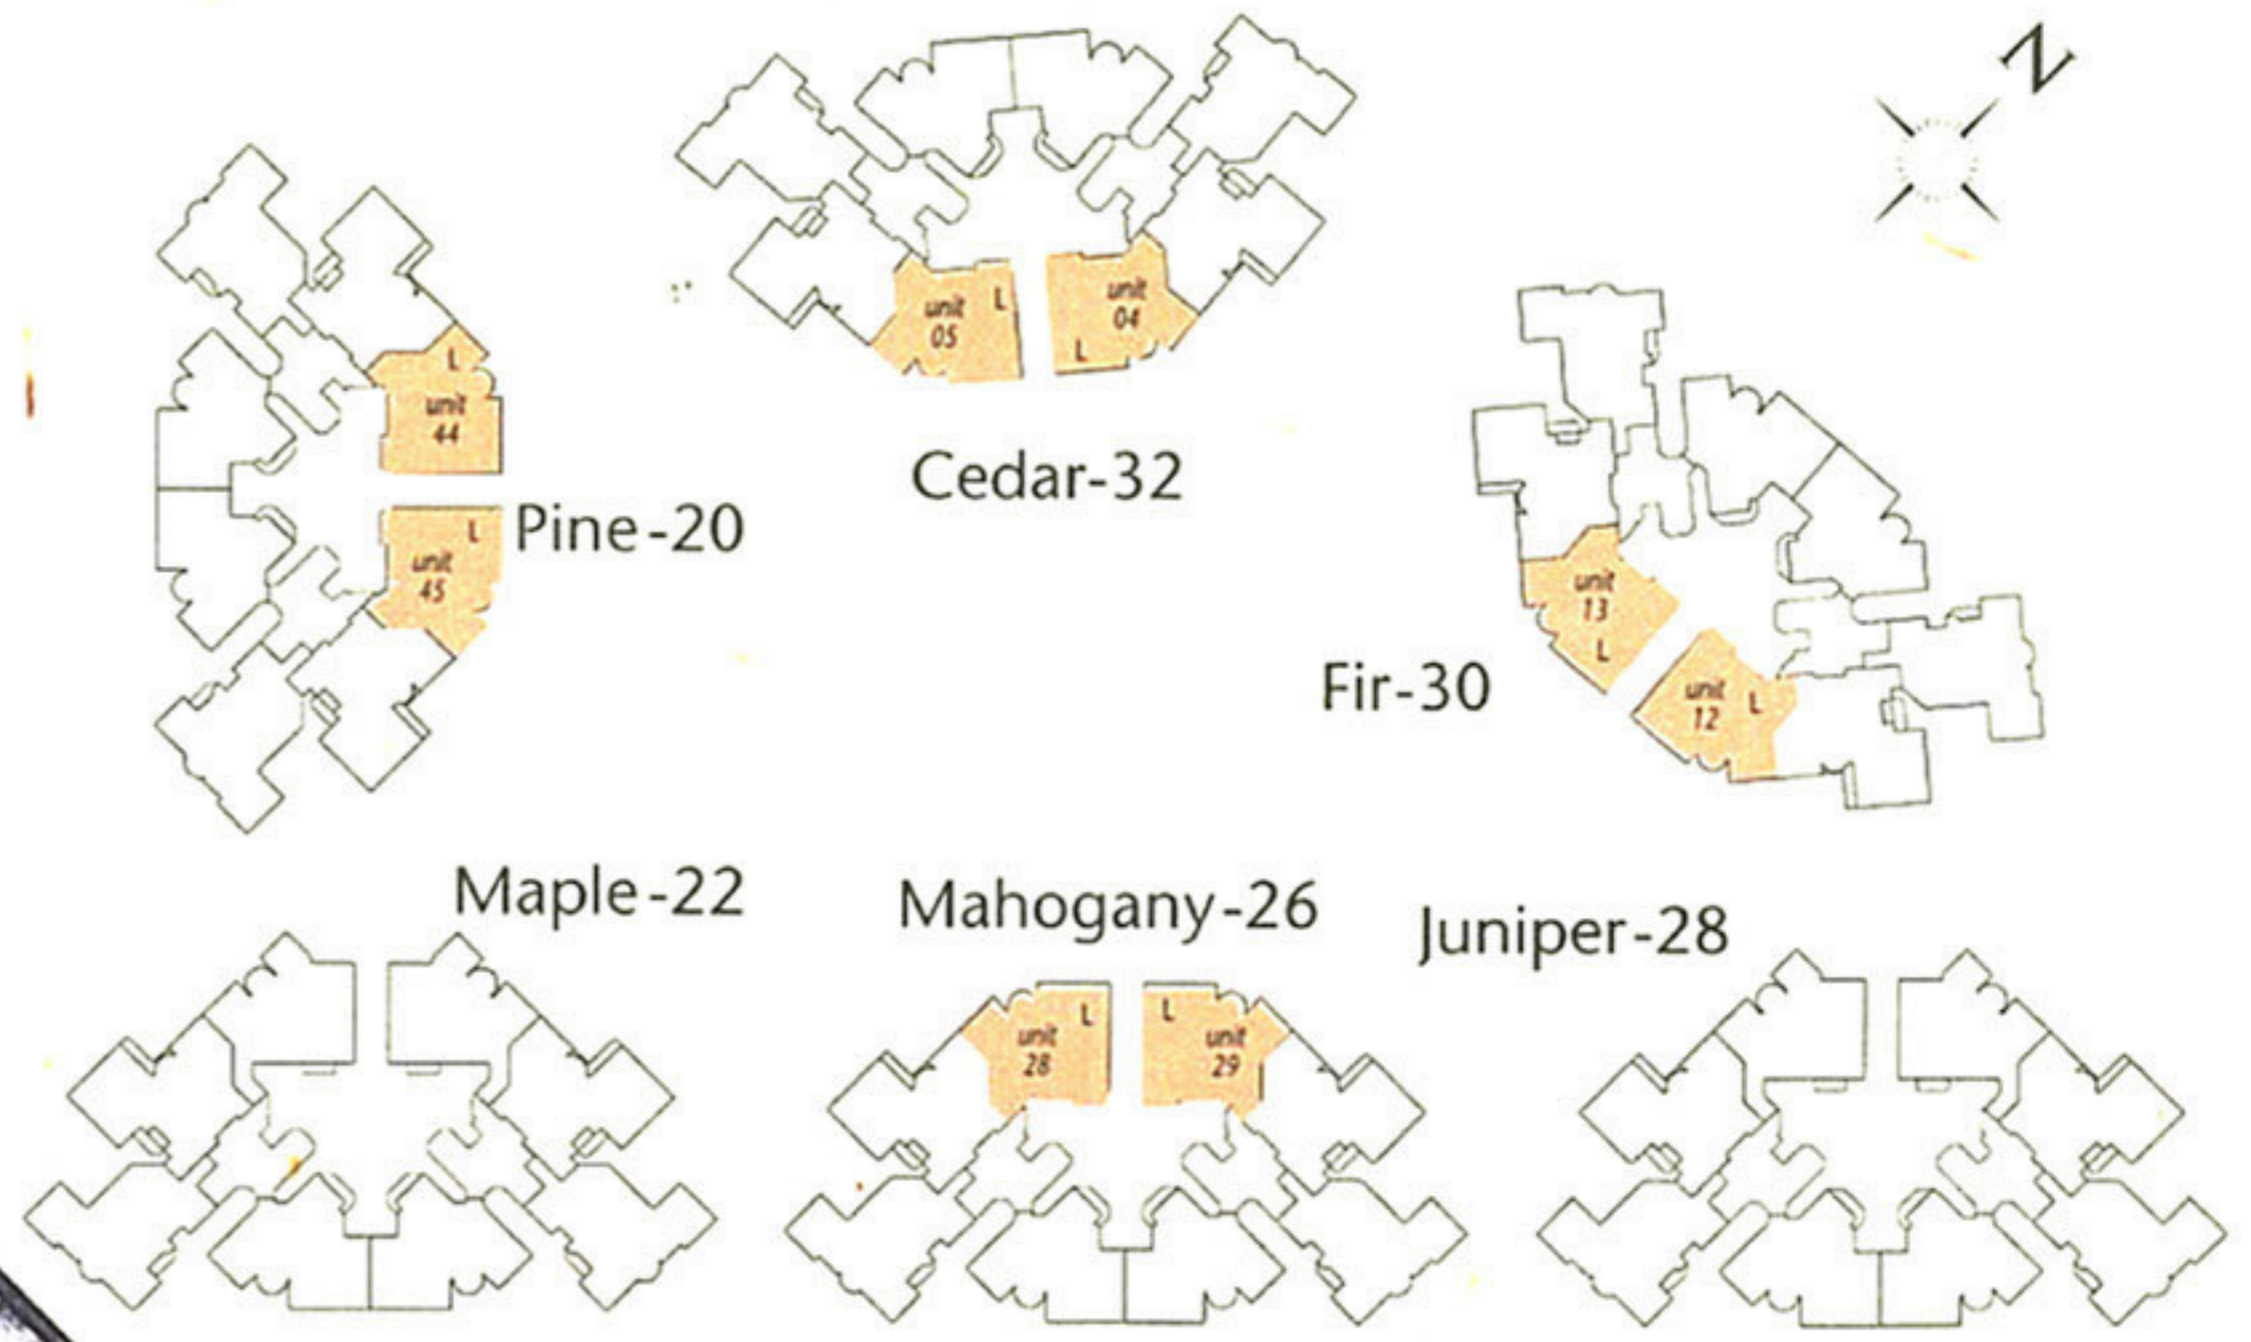 N
unit
05
L
unit
04
L
Cedar-32
L
unit
44
L
unit
45
Pine-20
unit
13
L
unit
12
L
Fir-30
Maple-22
Mahogany-26
Juniper-28
unit
28
L
L
unit
29